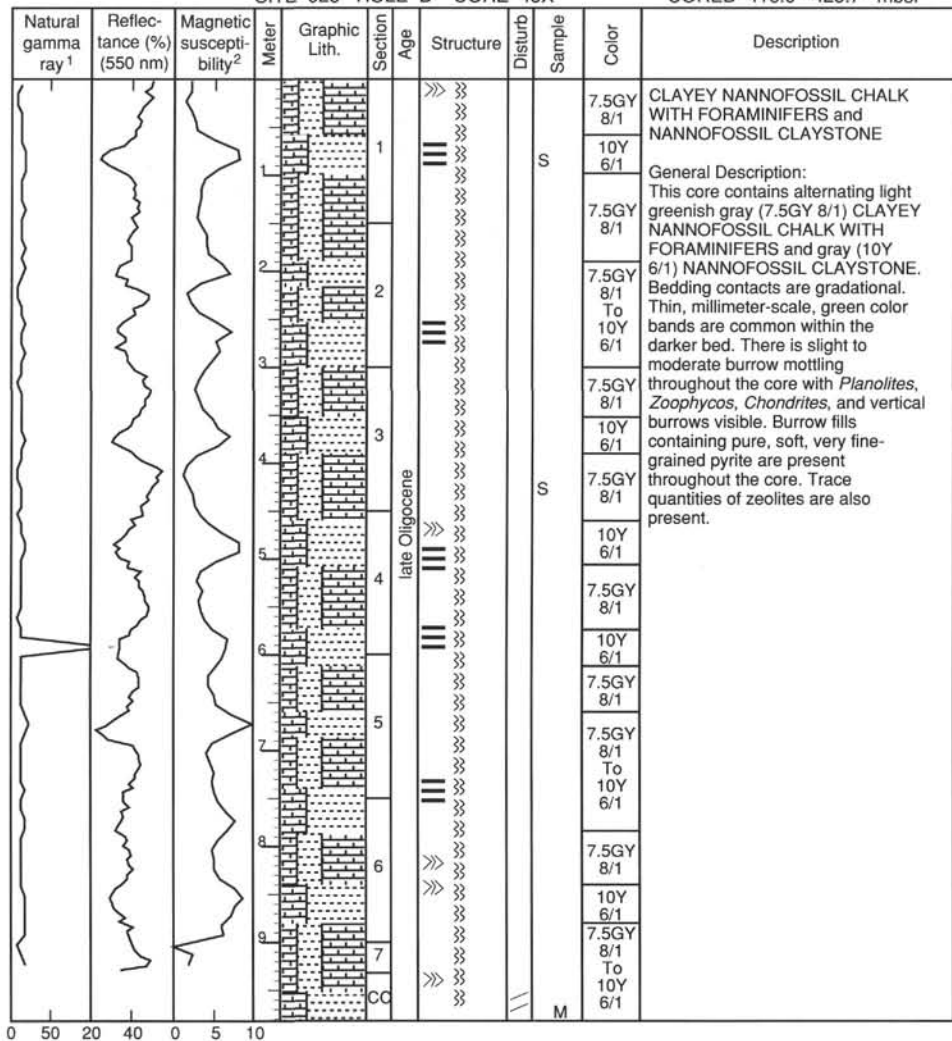 Natural gamma ray 1
Reflectance (%) (550 nm)
Magnetic susceptibility2
Meter
Graphic Lith.
Section
Age
Structure
Disturb
Sample
Color
Description
1
2
3
4
5
6
7
8
9
1
2
3
4
5
6
7
CC
late Oligocene
S
S
M
7.5GY
8/1
10Y
6/1
7.5GY
8/1
7.5GY
8/1
To
10Y
6/1
7.5GY
8/1
10Y
6/1
7.5GY
8/1
10Y
6/1
7.5GY
8/1
10Y
6/1
7.5GY
8/1
7.5GY
8/1
To
10Y
6/1
7.5GY
8/1
10Y
6/1
7.5GY
8/1
To
10Y
6/1
CLAYEY NANNOFOSSIL CHALK
WITH FORAMINIFERS and
NANNOFOSSIL CLAYSTONE
General Description:
This core contains alternating light
greenish gray (7.5GY 8/1) CLAYEY
NANNOFOSSIL CHALK WITH
FORAMINIFERS and gray (10Y
6/1) NANNOFOSSIL CLAYSTONE.
Bedding contacts are gradational.
Thin, millimeter-scale, green color
bands are common within the
darker bed. There is slight to
moderate burrow mottling
throughout the core with Planolites,
Zoophycos, Chondrites, and vertical
burrows visible. Burrow fills
containing pure, soft, very fine-
grained pyrite are present
throughout the core. Trace
quantities of zeolites are also
present.
0 50 20 40 0 5 10